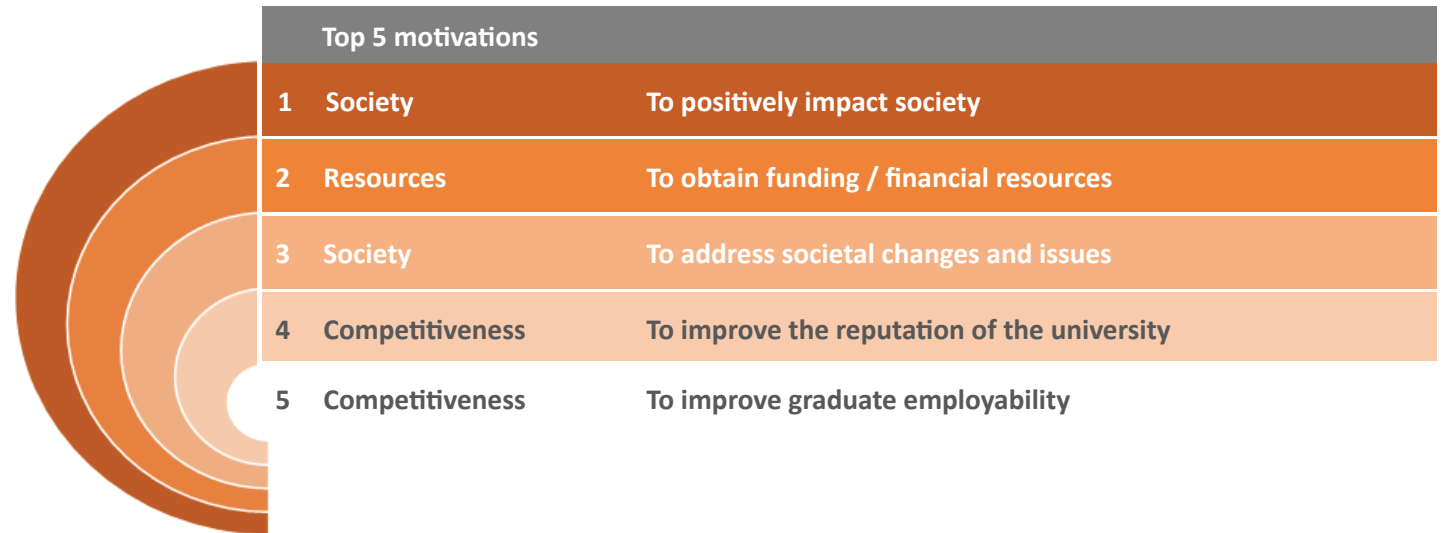 Top 5 motivations
1 Society To positively impact society
2 Resources To obtain funding / financial resources
3 Society To address societal changes and issues
4 Competitiveness To improve the reputation of the university
5 Competitiveness To improve graduate employability